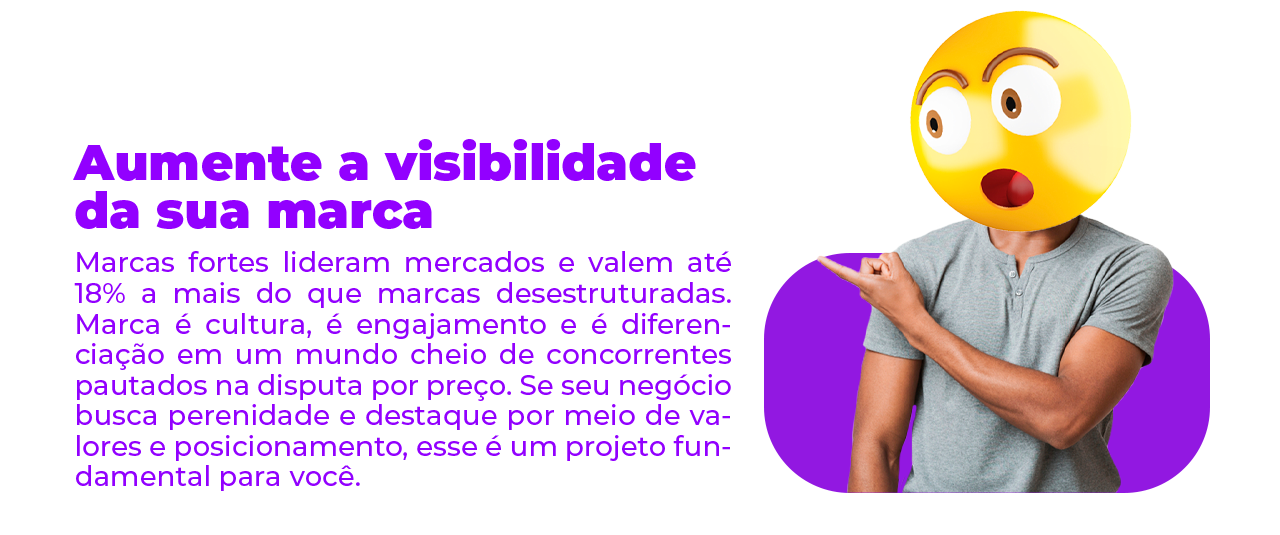 Aumente a visibilidade
da sua marca
Marcas fortes lideram mercados e valem até
18% a mais do que marcas desestruturadas.
Marca é cultura, é engajamento e é diferen-
ciação em um mundo cheio de concorrentes
pautados na disputa por preço. Se seu negócio
busca perenidade e destaque por meio de va-
lores e posicionamento, esse é um projeto fun-
damental para você.